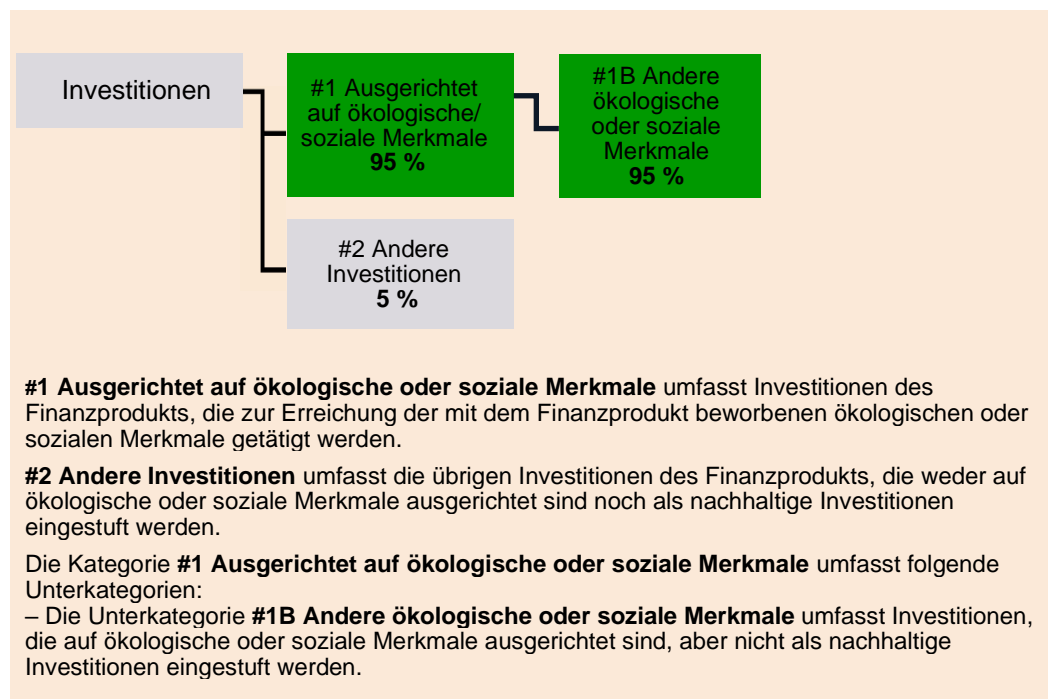 Investitionen
#1 Ausgerichtet
auf ökologische/
soziale Merkmale
95 %
#1B Andere
ökologische
oder soziale
Merkmale
95 %
#2 Andere
Investitionen
5 %
#1 Ausgerichtet auf ökologische oder soziale Merkmale umfasst Investitionen des
Finanzprodukts, die zur Erreichung der mit dem Finanzprodukt beworbenen ökologischen oder
sozialen Merkmale getätigt werden.
#2 Andere Investitionen umfasst die übrigen Investitionen des Finanzprodukts, die weder auf
ökologische oder soziale Merkmale ausgerichtet sind noch als nachhaltige Investitionen
eingestuft werden.
Die Kategorie #1 Ausgerichtet auf ökologische oder soziale Merkmale umfasst folgende
Unterkategorien:
– Die Unterkategorie #1B Andere ökologische oder soziale Merkmale umfasst Investitionen,
die auf ökologische oder soziale Merkmale ausgerichtet sind, aber nicht als nachhaltige
Investitionen eingestuft werden.